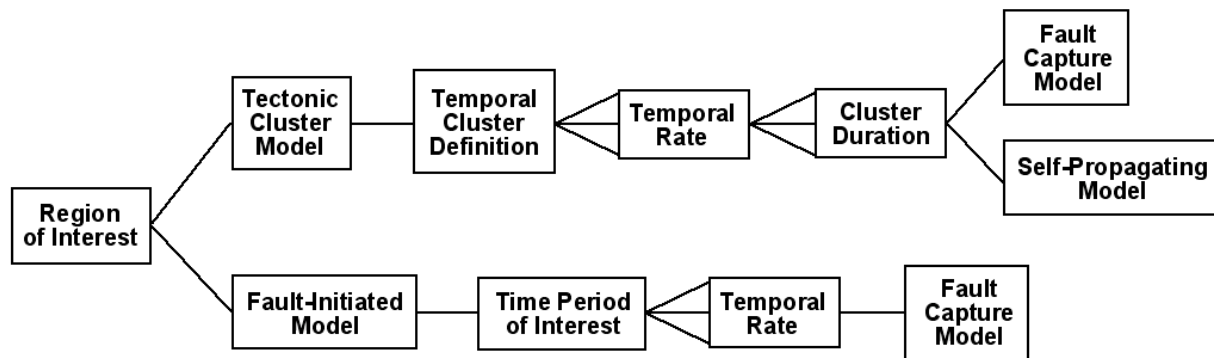 Tectonic
Cluster
Model
Temporal
Cluster
Definition
Temporal
Rate
Cluster
Duration
Fault
Capture
Model
Self-Propagating
Model
Region
of Interest
Fault-Initiated
Model
Time Period
of Interest
Temporal
Rate
Fault
Capture
Model